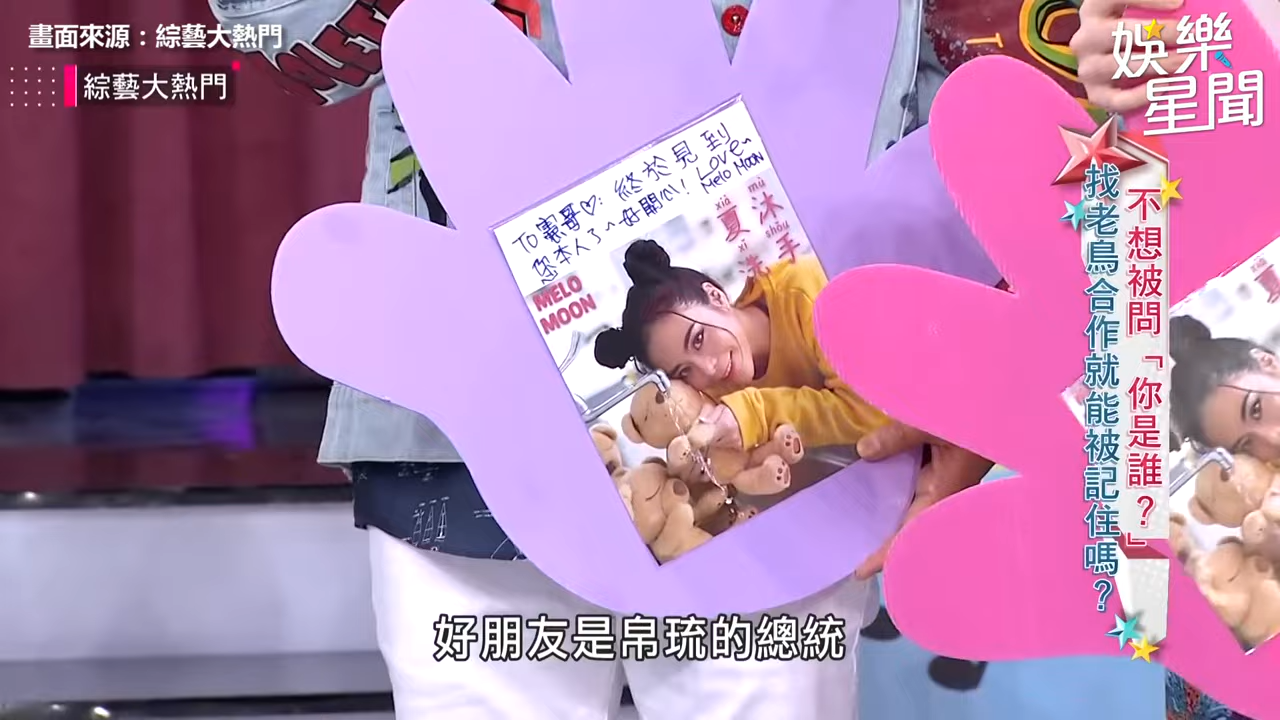 畫面來源：綜藝大熱門
綜藝大熱門
娛樂
星聞
不想被問「你是誰？」
找老鳥合作就能被記住嗎？
To 憲哥♡: 終於見到
您本人了~好開心! Love~
Melo Moon
MELO
MOON
xià mù
夏沐
xǐ shǒu
洗手
xià
夏
好朋友是帛琉的總統